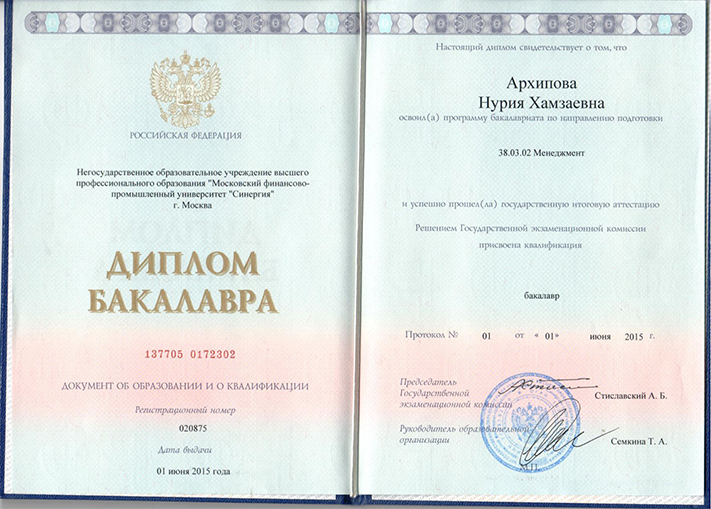 РОССИЙСКАЯ ФЕДЕРАЦИЯ
Негосударственное образовательное учреждение высшего
профессионального образования "Московский финансово-
промышленный университет "Синергия"
г. Москва
ДИПЛОМ
БАКАЛАВРА
137705 0172302
ДОКУМЕНТ ОБ ОБРАЗОВАНИИ И О КВАЛИФИКАЦИИ
Регистрационный номер
020875
Дата выдачи
01 июня 2015 года
Настоящий диплом свидетельствует о том, что
Архипова
Нурия Хамзаевна
освоил(а) программу бакалавриата по направлению подготовки
38.03.02 Менеджмент
и успешно прошел(ла) государственную итоговую аттестацию
Решением Государственной экзаменационной комиссии
присвоена квалификация
бакалавр
Протокол № 01 от « 01» июня 2015 г.
Председатель
Государственной
экзаменационной комиссии
Стиславский А. Б.
Руководитель образовательной
организации
Семкина Т. А.
М.П.